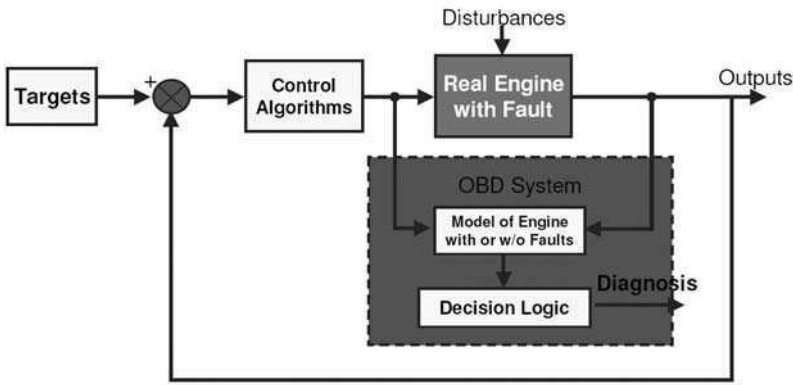 Disturbances
Targets
+
Control
Algorithms
Real Engine
with Fault
Outputs
OBD System
Model of Engine
with or w/o Faults
Diagnosis
Decision Logic